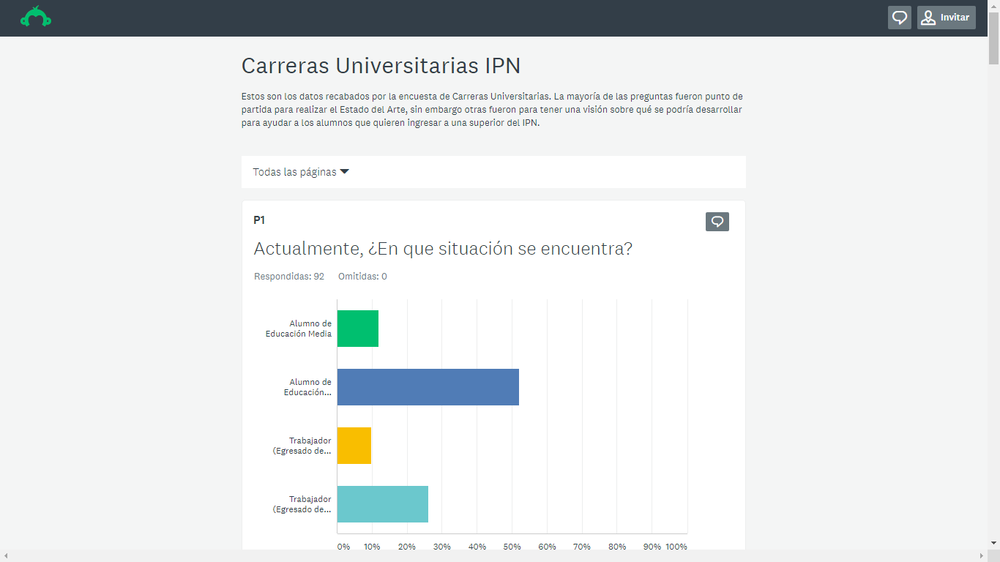 Invitar
Carreras Universitarias IPN
Estos son los datos recabados por la encuesta de Carreras Universitarias. La mayoría de las preguntas fueron punto de
partida para realizar el Estado del Arte, sin embargo otras fueron para tener una visión sobre qué se podría desarrollar
para ayudar a los alumnos que quieren ingresar a una superior del IPN.
Todas las páginas
P1
Actualmente, ¿En que situación se encuentra?
Respondidas: 92 Omitidas: 0
Alumno de
Educación Media
Alumno de
Educación...
Trabajador
(Egresado de...
Trabajador
(Egresado de...
0% 10% 20% 30% 40% 50% 60% 70% 80% 90% 100%